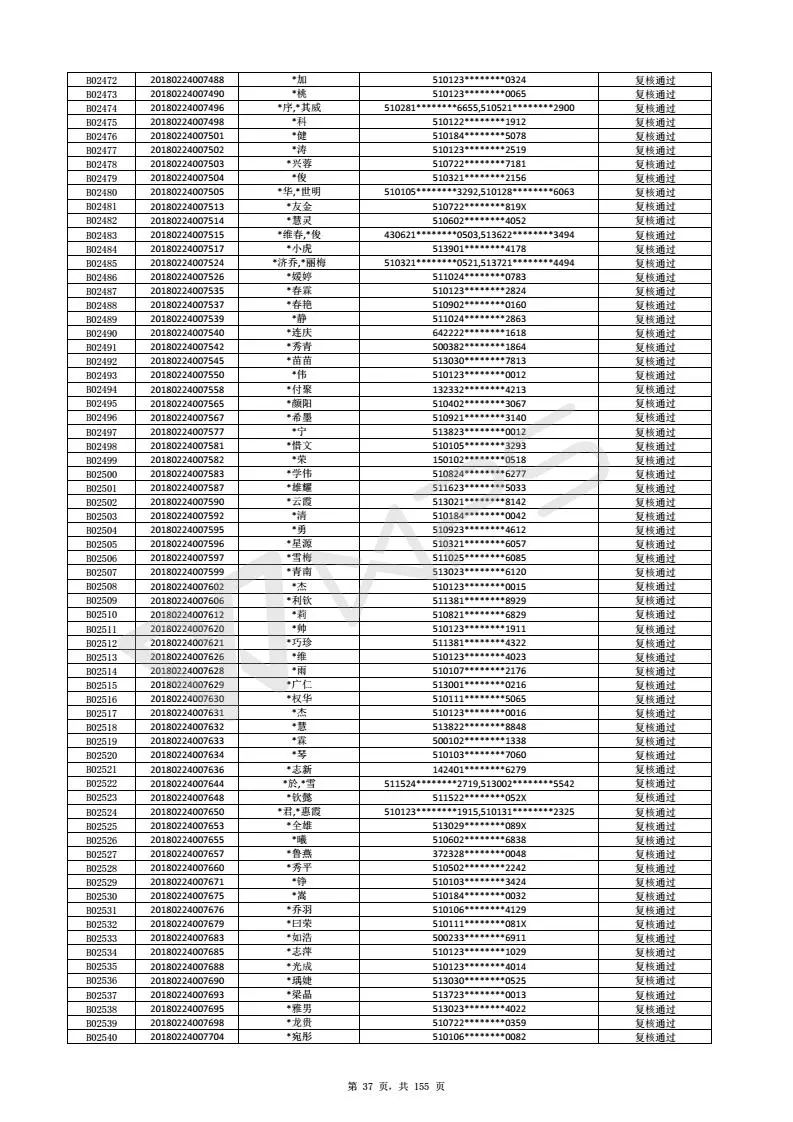 B02472 20180224007488 *加 510123********0324 复核通过
B02473 20180224007490 *桃 510123********0065 复核通过
B02474 20180224007496 *序,*其威 510281********6655,510521********2900 复核通过
B02475 20180224007498 *科 510122********1912 复核通过
B02476 20180224007501 *健 510184********5078 复核通过
B02477 20180224007502 *涛 510123********2519 复核通过
B02478 20180224007503 *兴蓉 510722********7181 复核通过
B02479 20180224007504 *俊 510321********2156 复核通过
B02480 20180224007505 *华,*世明 510105********3292,510128********6063 复核通过
B02481 20180224007513 *友金 510722********819X 复核通过
B02482 20180224007514 *慧灵 510602********4052 复核通过
B02483 20180224007515 *维春,*俊 430621********0503,513622********3494 复核通过
B02484 20180224007517 *小虎 513901********4178 复核通过
B02485 20180224007524 *济乔,*丽梅 510321********0521,513721********4494 复核通过
B02486 20180224007526 *媛婷 511024********0783 复核通过
B02487 20180224007535 *春霖 510123********2824 复核通过
B02488 20180224007537 *春艳 510902********0160 复核通过
B02489 20180224007539 *静 511024********2863 复核通过
B02490 20180224007540 *连庆 642222********1618 复核通过
B02491 20180224007542 *秀青 500382********1864 复核通过
B02492 20180224007545 *苗苗 513030********7813 复核通过
B02493 20180224007550 *伟 510123********0012 复核通过
B02494 20180224007558 *付聚 132332********4213 复核通过
B02495 20180224007565 *颜阳 510402********3067 复核通过
B02496 20180224007567 *希墨 510921********3140 复核通过
B02497 20180224007577 *宁 513823********0012 复核通过
B02498 20180224007581 *惜文 510105********3293 复核通过
B02499 20180224007582 *荣 150102********0518 复核通过
B02500 20180224007583 *学伟 510824********6277 复核通过
B02501 20180224007587 *雄耀 511623********5033 复核通过
B02502 20180224007590 *云霞 513021********8142 复核通过
B02503 20180224007592 *清 510184********0042 复核通过
B02504 20180224007595 *勇 510923********4612 复核通过
B02505 20180224007596 *星源 510321********6057 复核通过
B02506 20180224007597 *雪梅 511025********6085 复核通过
B02507 20180224007599 *青南 513023********6120 复核通过
B02508 20180224007602 *杰 510123********0015 复核通过
B02509 20180224007606 *利钦 511381********8929 复核通过
B02510 20180224007612 *莉 510821********6829 复核通过
B02511 20180224007620 *帅 510123********1911 复核通过
B02512 20180224007621 *巧珍 511381********4322 复核通过
B02513 20180224007626 *维 510123********4023 复核通过
B02514 20180224007628 *雨 510107********2176 复核通过
B02515 20180224007629 *广仁 513001********0216 复核通过
B02516 20180224007630 *权华 510111********5065 复核通过
B02517 20180224007631 *杰 510123********0016 复核通过
B02518 20180224007632 *慧 513822********8848 复核通过
B02519 20180224007633 *霖 500102********1338 复核通过
B02520 20180224007634 *琴 510103********7060 复核通过
B02521 20180224007636 *志新 142401********6279 复核通过
B02522 20180224007644 *於,*雪 511524********2719,513002********5542 复核通过
B02523 20180224007648 *钦懿 511522********052X 复核通过
B02524 20180224007650 *君,*惠霞 510123********1915,510131********2325 复核通过
B02525 20180224007653 *全雄 513029********089X 复核通过
B02526 20180224007655 *曦 510602********6838 复核通过
B02527 20180224007657 *鲁燕 372328********0048 复核通过
B02528 20180224007660 *秀平 510502********2242 复核通过
B02529 20180224007671 *铮 510103********3424 复核通过
B02530 20180224007675 *嵩 510184********0032 复核通过
B02531 20180224007676 *乔羽 510106********4129 复核通过
B02532 20180224007679 *曰荣 510111********081X 复核通过
B02533 20180224007683 *如浩 500233********6911 复核通过
B02534 20180224007685 *志萍 510123********1029 复核通过
B02535 20180224007688 *光成 510123********4014 复核通过
B02536 20180224007690 *瑀婕 513030********0525 复核通过
B02537 20180224007693 *梁晶 513723********0013 复核通过
B02538 20180224007695 *雅男 513023********4022 复核通过
B02539 20180224007698 *龙贵 510722********0359 复核通过
B02540 20180224007704 *宛彤 510106********0082 复核通过
WPS
第 37 页，共 155 页